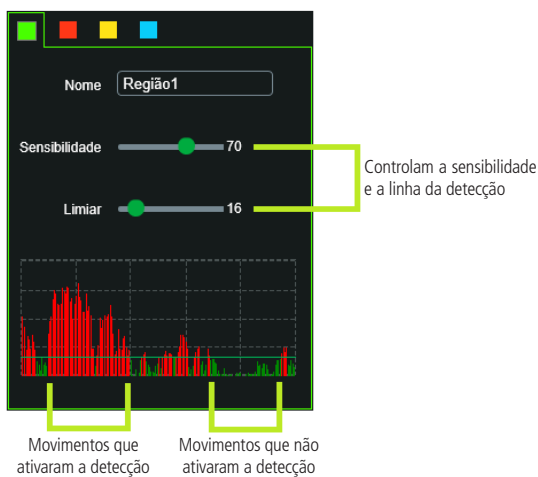 Nome
Região1
Sensibilidade
70
Limiar
16
Controlam a sensibilidade
e a linha da detecção
Movimentos que
ativaram a detecção
Movimentos que não
ativaram a detecção